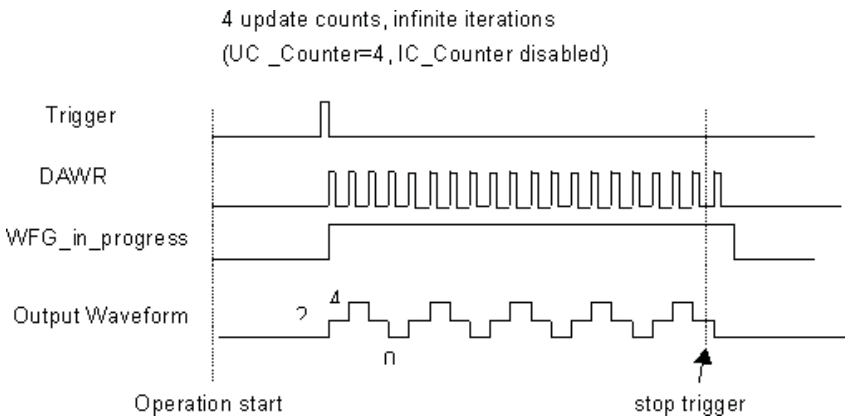 4 update counts, infinite iterations
(UC _Counter=4, IC_Counter disabled)
Trigger
DAWR
WFG_in_progress
4
2
Output Waveform
0
Operation start
stop trigger